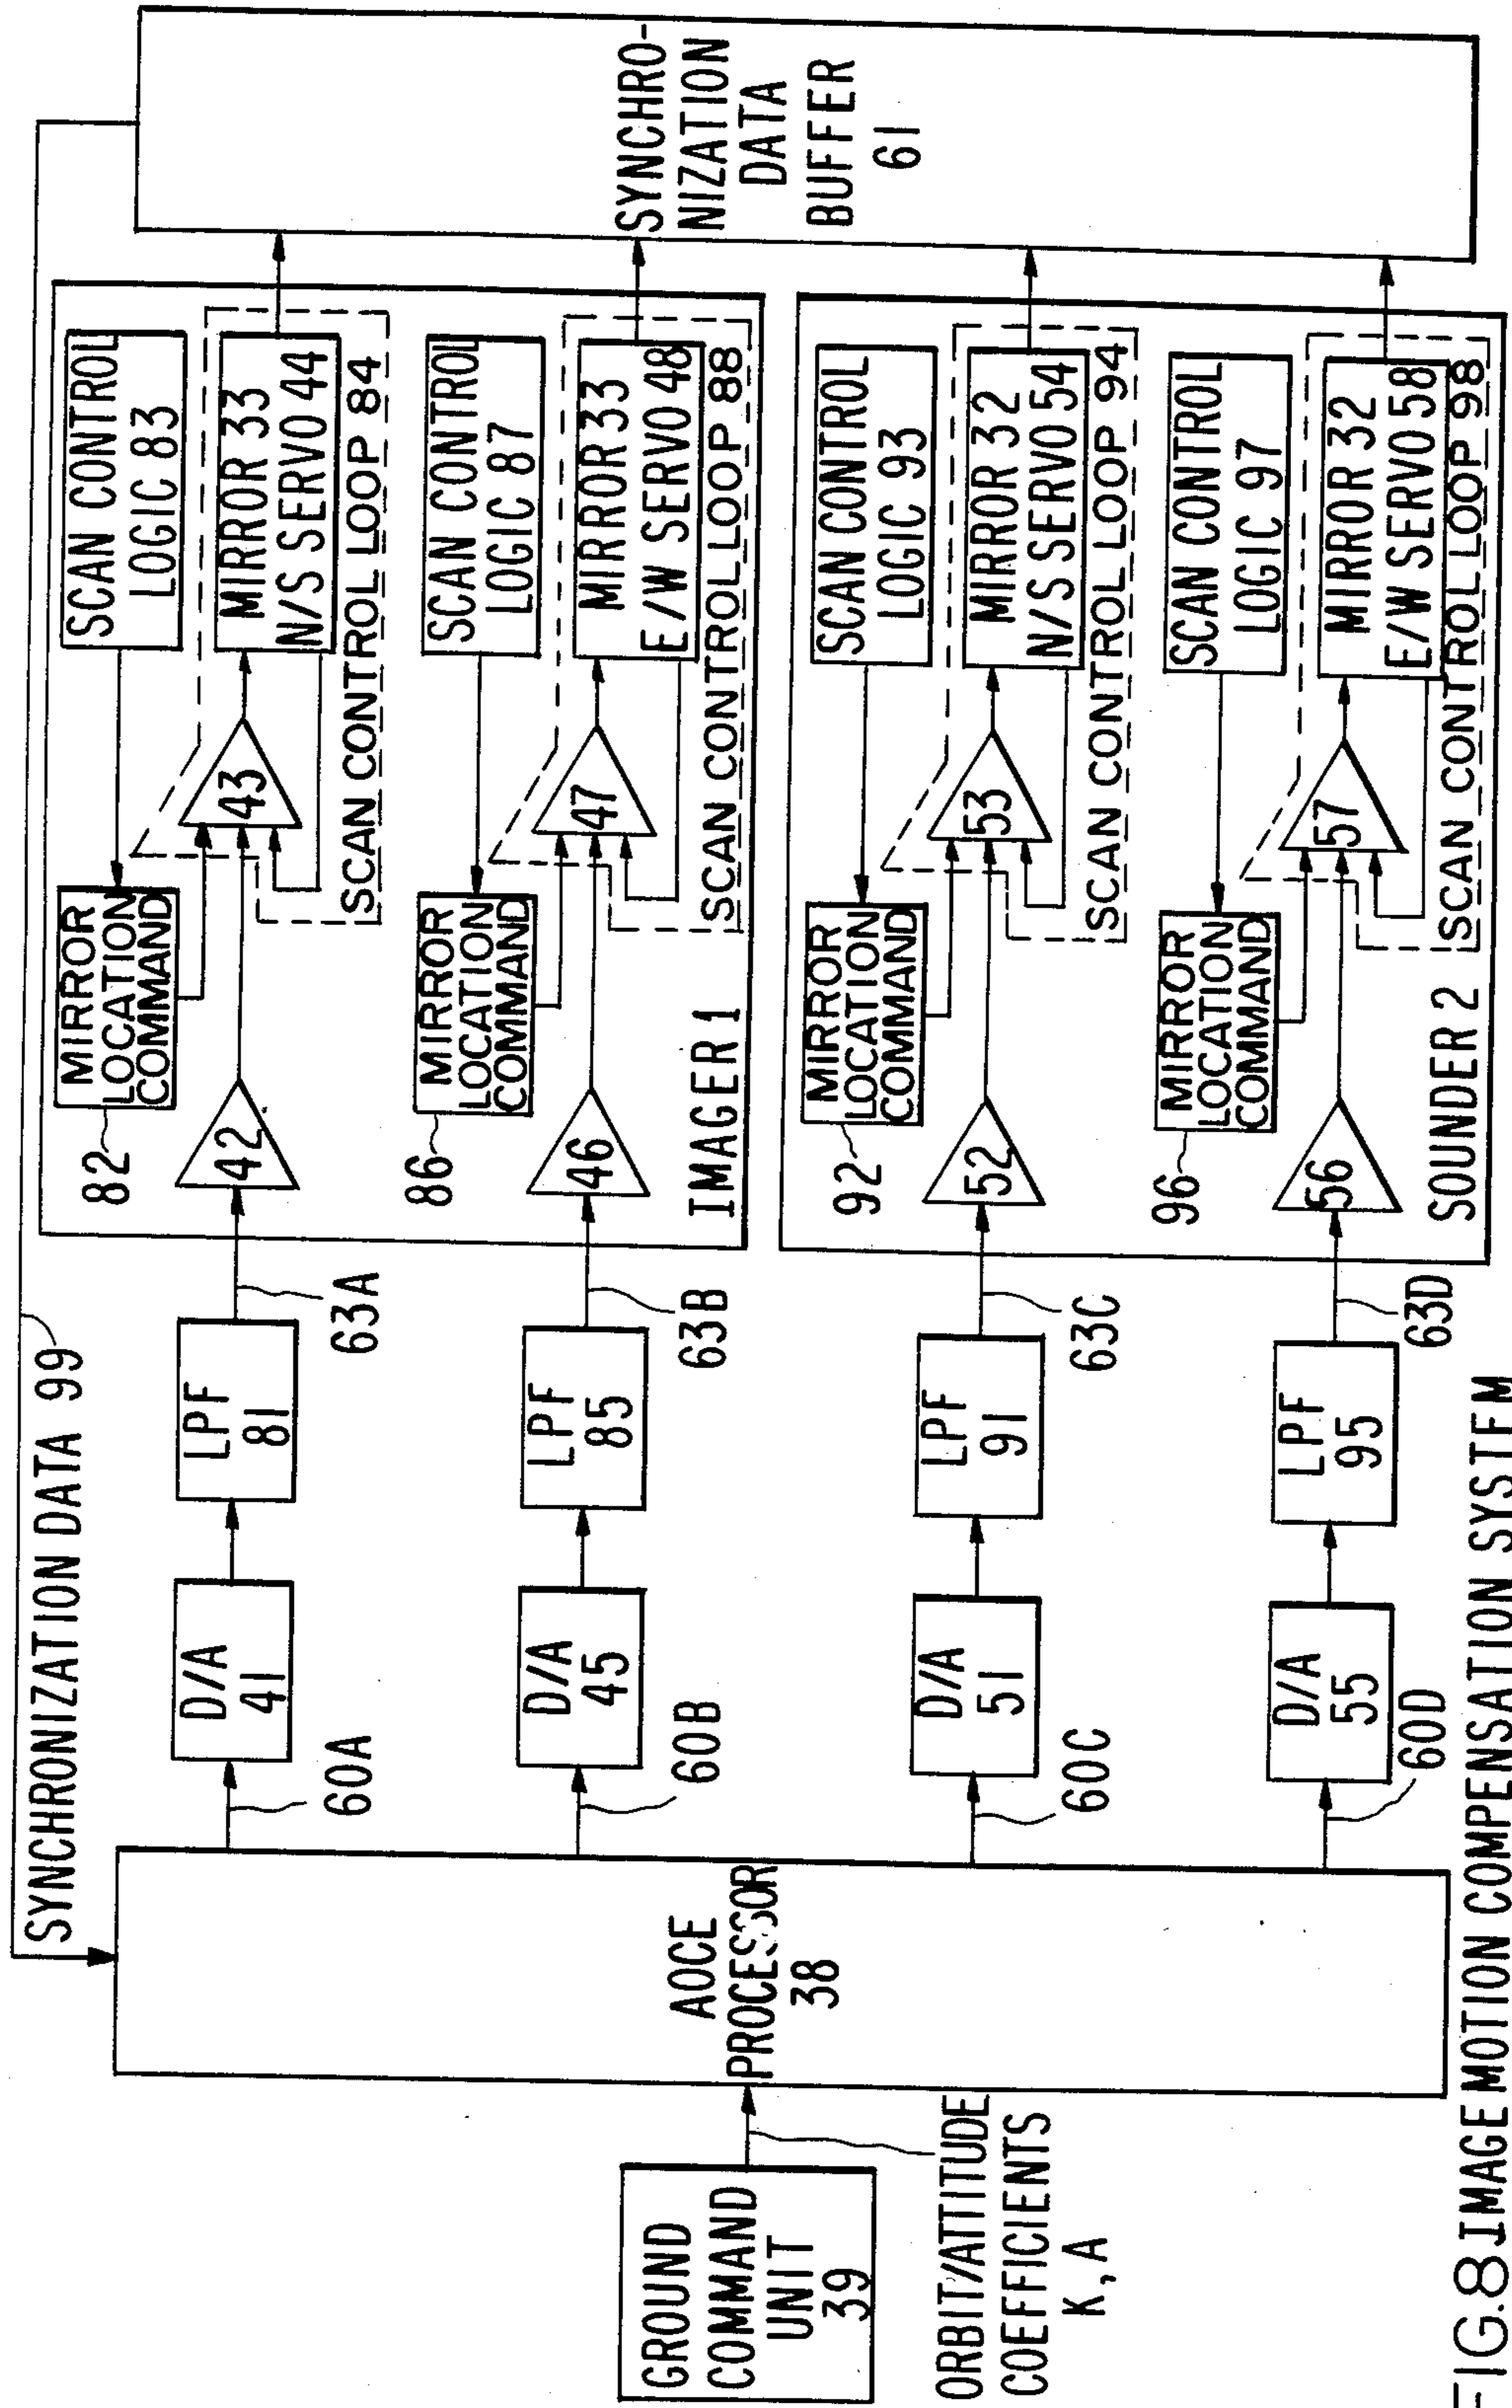 SYNCHRONIZATION DATA 99
GROUND
COMMAND
UNIT
39
ORBIT/ATTITUDE
COEFFICIENTS
K, A
AOCE
PROCESSOR
38
60A
D/A
41
LPF
81
63A
60B
D/A
45
LPF
85
63B
60C
D/A
51
LPF
91
63C
60D
D/A
55
LPF
95
63D
82
MIRROR
LOCATION
COMMAND
SCAN CONTROL
LOGIC 83
42
43
MIRROR 33
N/S SERVO 44
SCAN CONTROL LOOP 84
86
MIRROR
LOCATION
COMMAND
SCAN CONTROL
LOGIC 87
46
47
MIRROR 33
E/W SERVO 48
SCAN CONTROL LOOP 88
IMAGER 1
92
MIRROR
LOCATION
COMMAND
SCAN CONTROL
LOGIC 93
52
53
MIRROR 32
N/S SERVO 54
SCAN CONTROL LOOP 94
96
MIRROR
LOCATION
COMMAND
SCAN CONTROL
LOGIC 97
56
57
MIRROR 32
E/W SERVO 58
SCAN CONTROL LOOP 98
SOUNDER 2
SYNCHRO-
NIZATION
DATA
BUFFER
61
FIG.8 IMAGE MOTION COMPENSATION SYSTEM